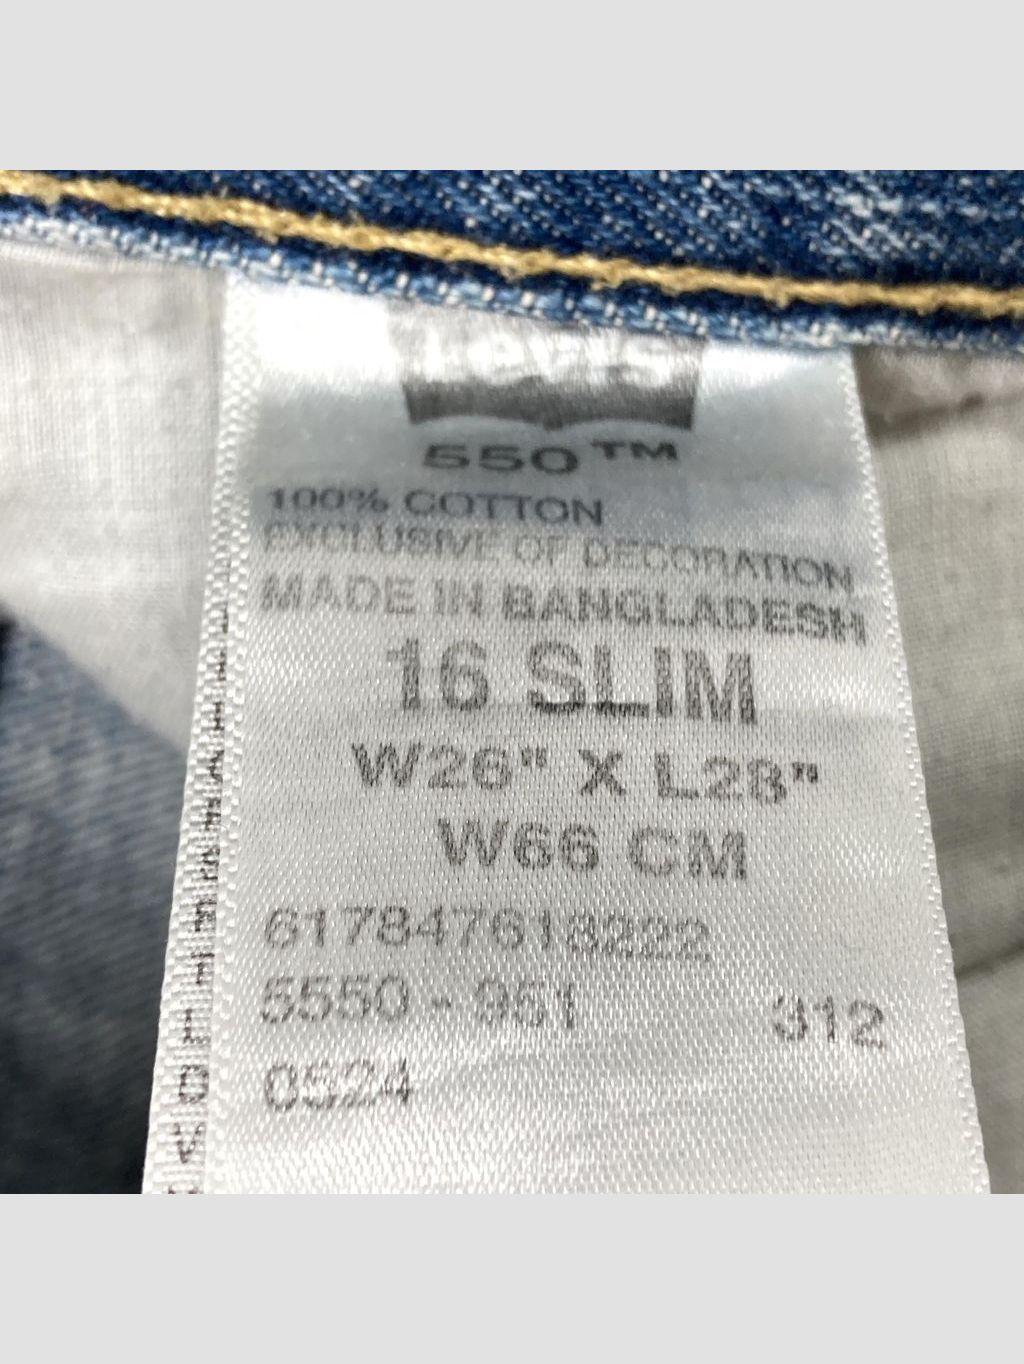 Levi's
550™
100% COTTON
EXCLUSIVE OF DECORATION
MADE IN BANGLADESH
16 SLIM
W26" X L28"
W66 CM
617847613222
5550 - 951
312
0524